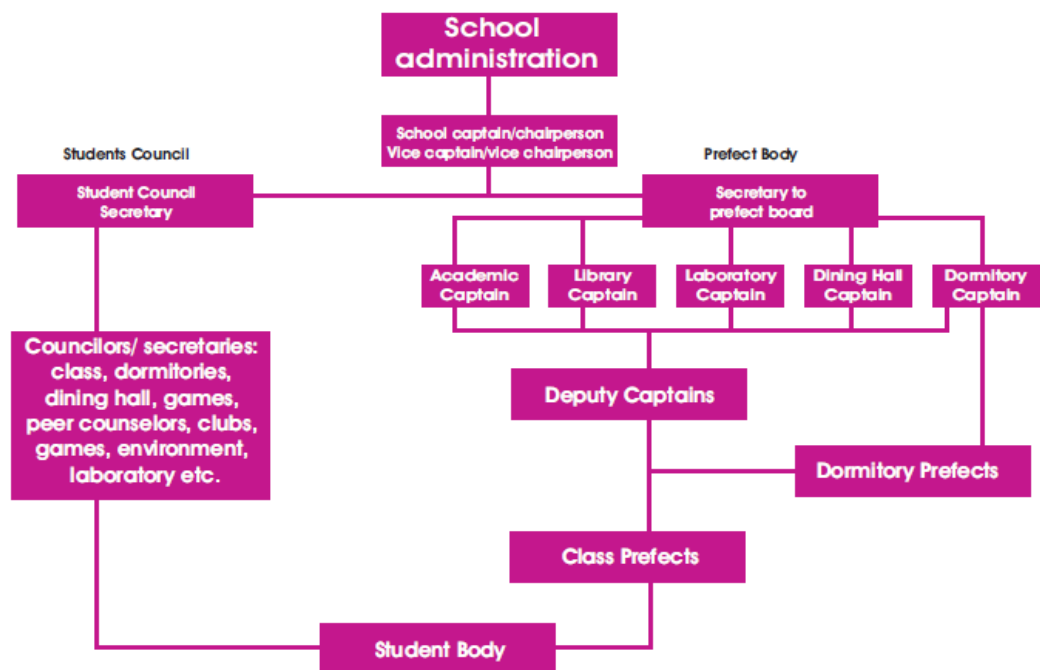 School
administration
School captain/chairperson
Vice captain/vice chairperson
Students Council
Prefect Body
Student Council
Secretary
Secretary to
prefect board
Academic
Captain
Library
Captain
Laboratory
Captain
Dining Hall
Captain
Dormitory
Captain
Councilors/ secretaries:
class, dormitories,
dining hall, games,
peer counselors, clubs,
games, environment,
laboratory etc.
Deputy Captains
Dormitory Prefects
Class Prefects
Student Body